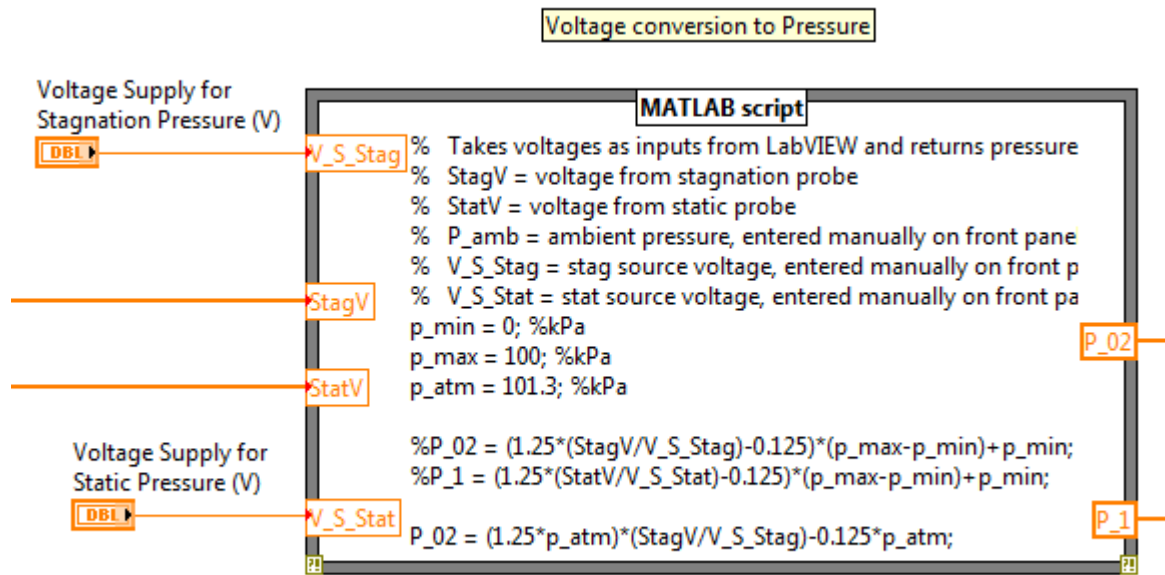 Voltage conversion to Pressure
Voltage Supply for
Stagnation Pressure (V)
DBL
MATLAB script
V_S_Stag
% Takes voltages as inputs from LabVIEW and returns pressure
% StagV = voltage from stagnation probe
% StatV = voltage from static probe
% P_amb = ambient pressure, entered manually on front pane
% V_S_Stag = stag source voltage, entered manually on front p
% V_S_Stat = stat source voltage, entered manually on front pa
StagV
p_min = 0; %kPa
p_max = 100; %kPa
p_atm = 101.3; %kPa
P_02
StatV
%P_02 = (1.25*(StagV/V_S_Stag)-0.125)*(p_max-p_min)+p_min;
%P_1 = (1.25*(StatV/V_S_Stat)-0.125)*(p_max-p_min)+p_min;
Voltage Supply for
Static Pressure (V)
DBL
V_S_Stat
P_02 = (1.25*p_atm)*(StagV/V_S_Stag)-0.125*p_atm;
P_1